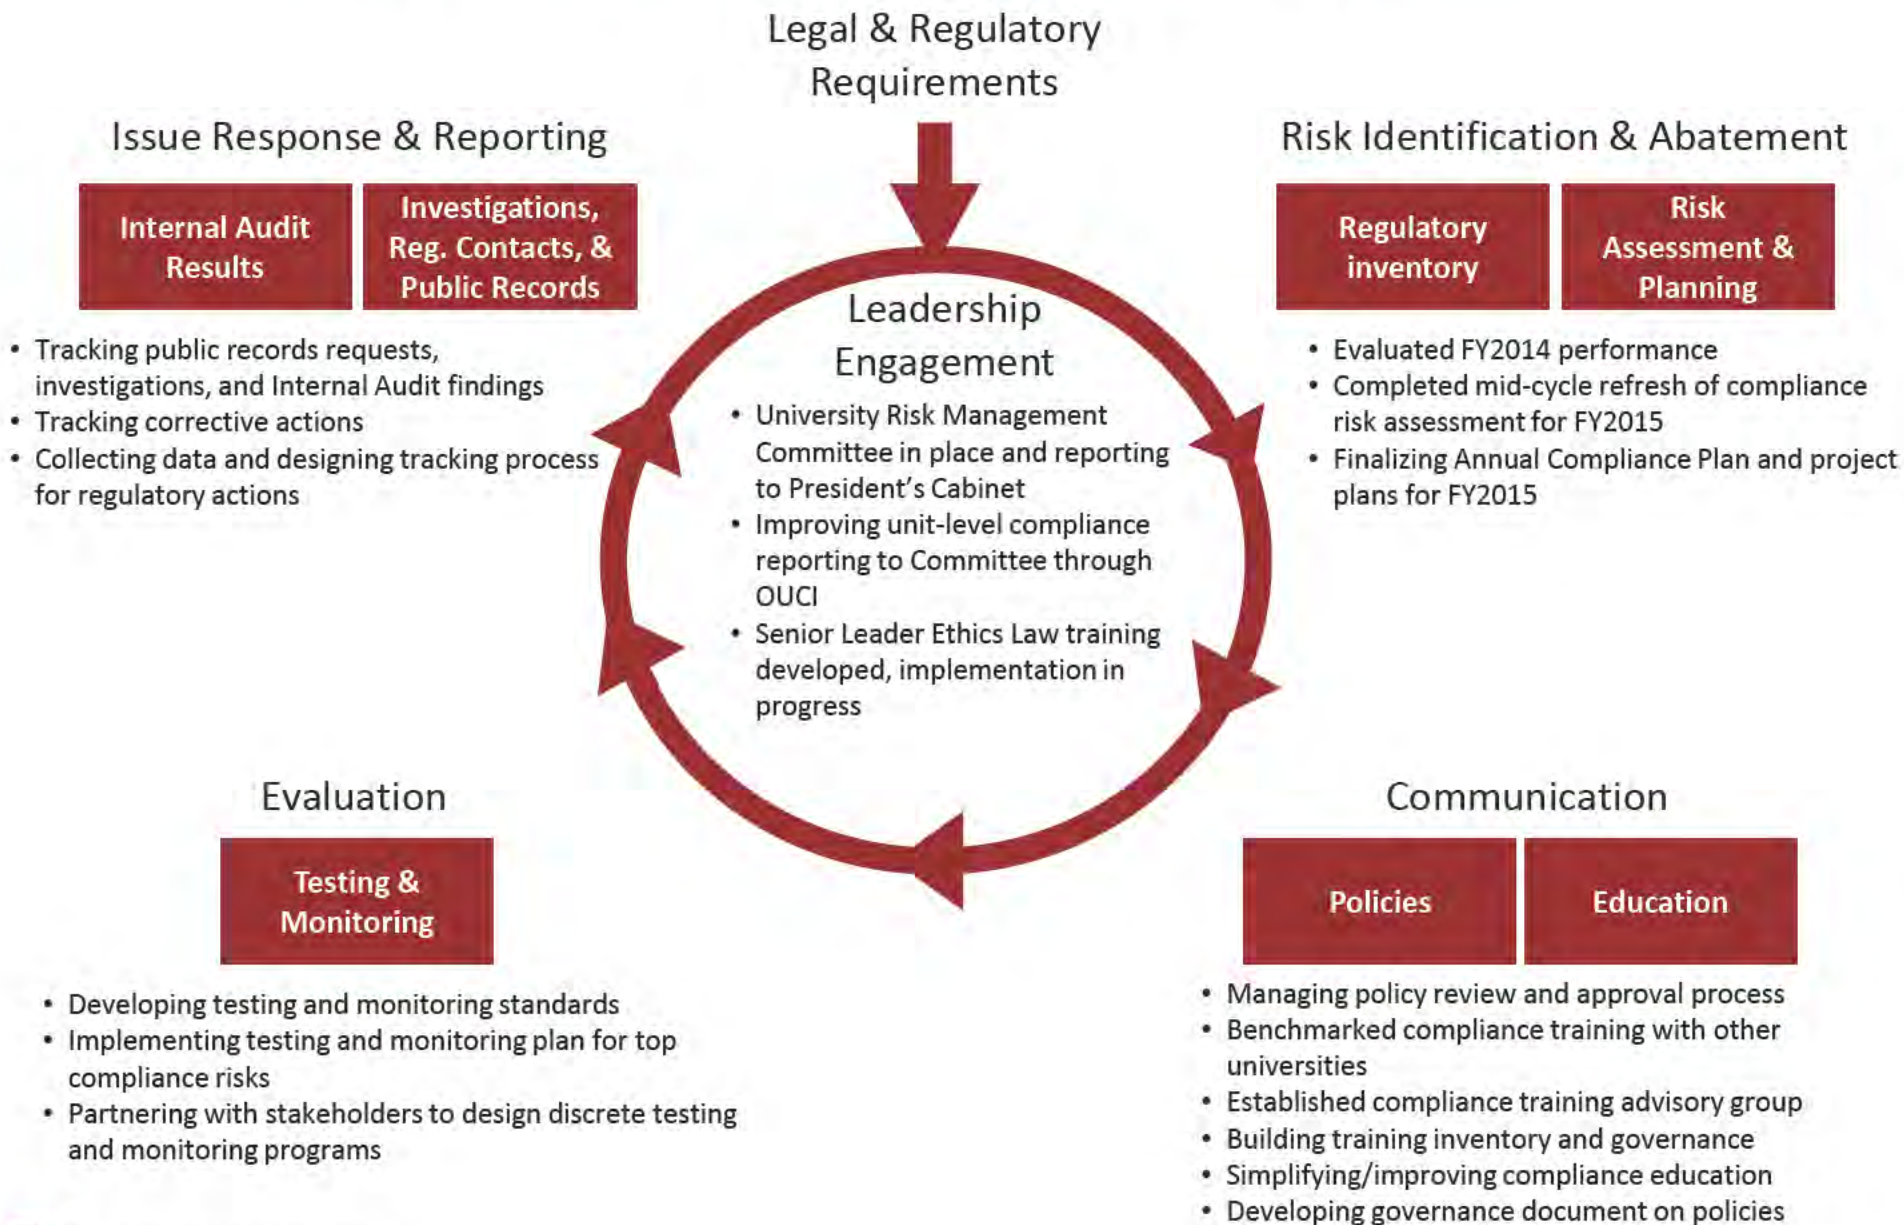 Legal & Regulatory
Requirements
Issue Response & Reporting
Internal Audit
Results
Investigations,
Reg. Contacts, &
Public Records
• Tracking public records requests,
investigations, and Internal Audit findings
• Tracking corrective actions
• Collecting data and designing tracking process
for regulatory actions
Risk Identification & Abatement
Regulatory
inventory
Risk
Assessment &
Planning
• Evaluated FY2014 performance
• Completed mid-cycle refresh of compliance
risk assessment for FY2015
• Finalizing Annual Compliance Plan and project
plans for FY2015
Leadership
Engagement
• University Risk Management
Committee in place and reporting
to President's Cabinet
• Improving unit-level compliance
reporting to Committee through
OUCI
• Senior Leader Ethics Law training
developed, implementation in
progress
Evaluation
Testing &
Monitoring
• Developing testing and monitoring standards
• Implementing testing and monitoring plan for top
compliance risks
• Partnering with stakeholders to design discrete testing
and monitoring programs
Communication
Policies
Education
• Managing policy review and approval process
• Benchmarked compliance training with other
universities
• Established compliance training advisory group
• Building training inventory and governance
• Simplifying/improving compliance education
• Developing governance document on policies